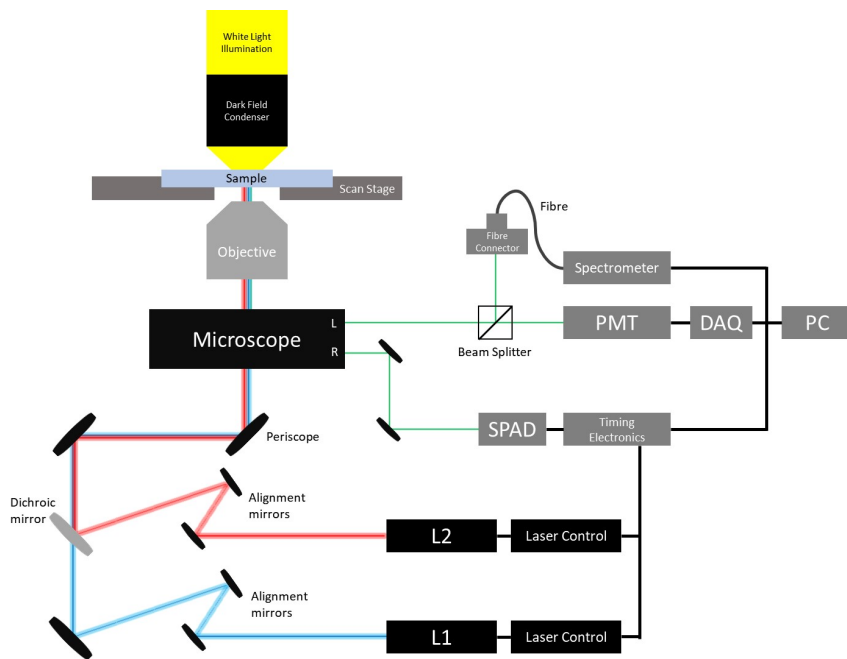 White Light
Illumination
Dark Field
Condenser
Sample
Scan Stage
Objective
Fibre
Fibre
Connector
Spectrometer
L
Microscope
R
Beam Splitter
PMT
DAQ
PC
Periscope
SPAD
Timing
Electronics
Dichroic
mirror
Alignment
mirrors
L2
Laser Control
Alignment
mirrors
L1
Laser Control